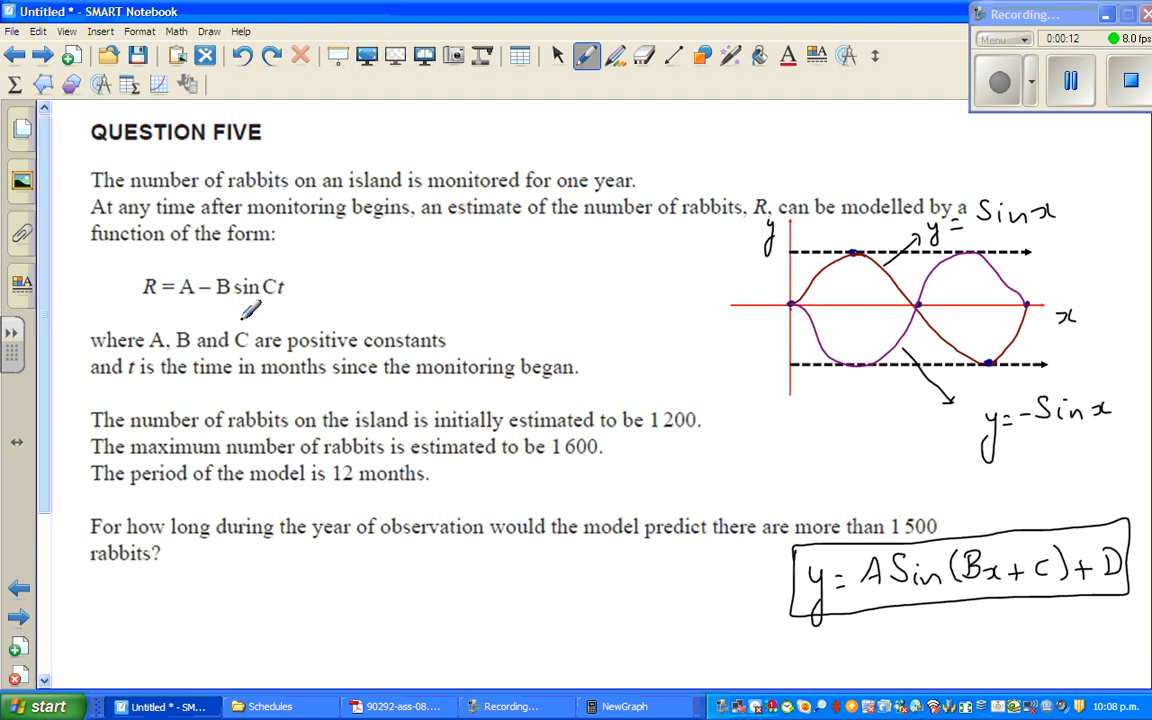 Untitled * - SMART Notebook
File Edit View Insert Format Math Draw Help
Recording...
Menu
0:00:12
8.0 fps
QUESTION FIVE
The number of rabbits on an island is monitored for one year.
At any time after monitoring begins, an estimate of the number of rabbits, R, can be modelled by a
function of the form:
R = A – B sin Ct
where A, B and C are positive constants
and t is the time in months since the monitoring began.
The number of rabbits on the island is initially estimated to be 1 200.
The maximum number of rabbits is estimated to be 1 600.
The period of the model is 12 months.
For how long during the year of observation would the model predict there are more than 1 500
rabbits?
y
y = Sin x
x
y = -Sin x
y = A Sin (Bx + C) + D
start
Untitled * - SM...
Schedules
90292-ass-08....
Recording...
NewGraph
10:08 p.m.